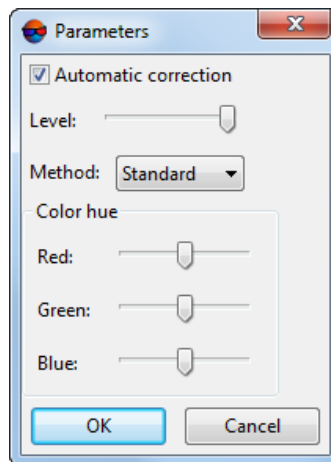 Parameters
Automatic correction
Level:
Method: Standard
Color hue
Red:
Green:
Blue:
OK Cancel